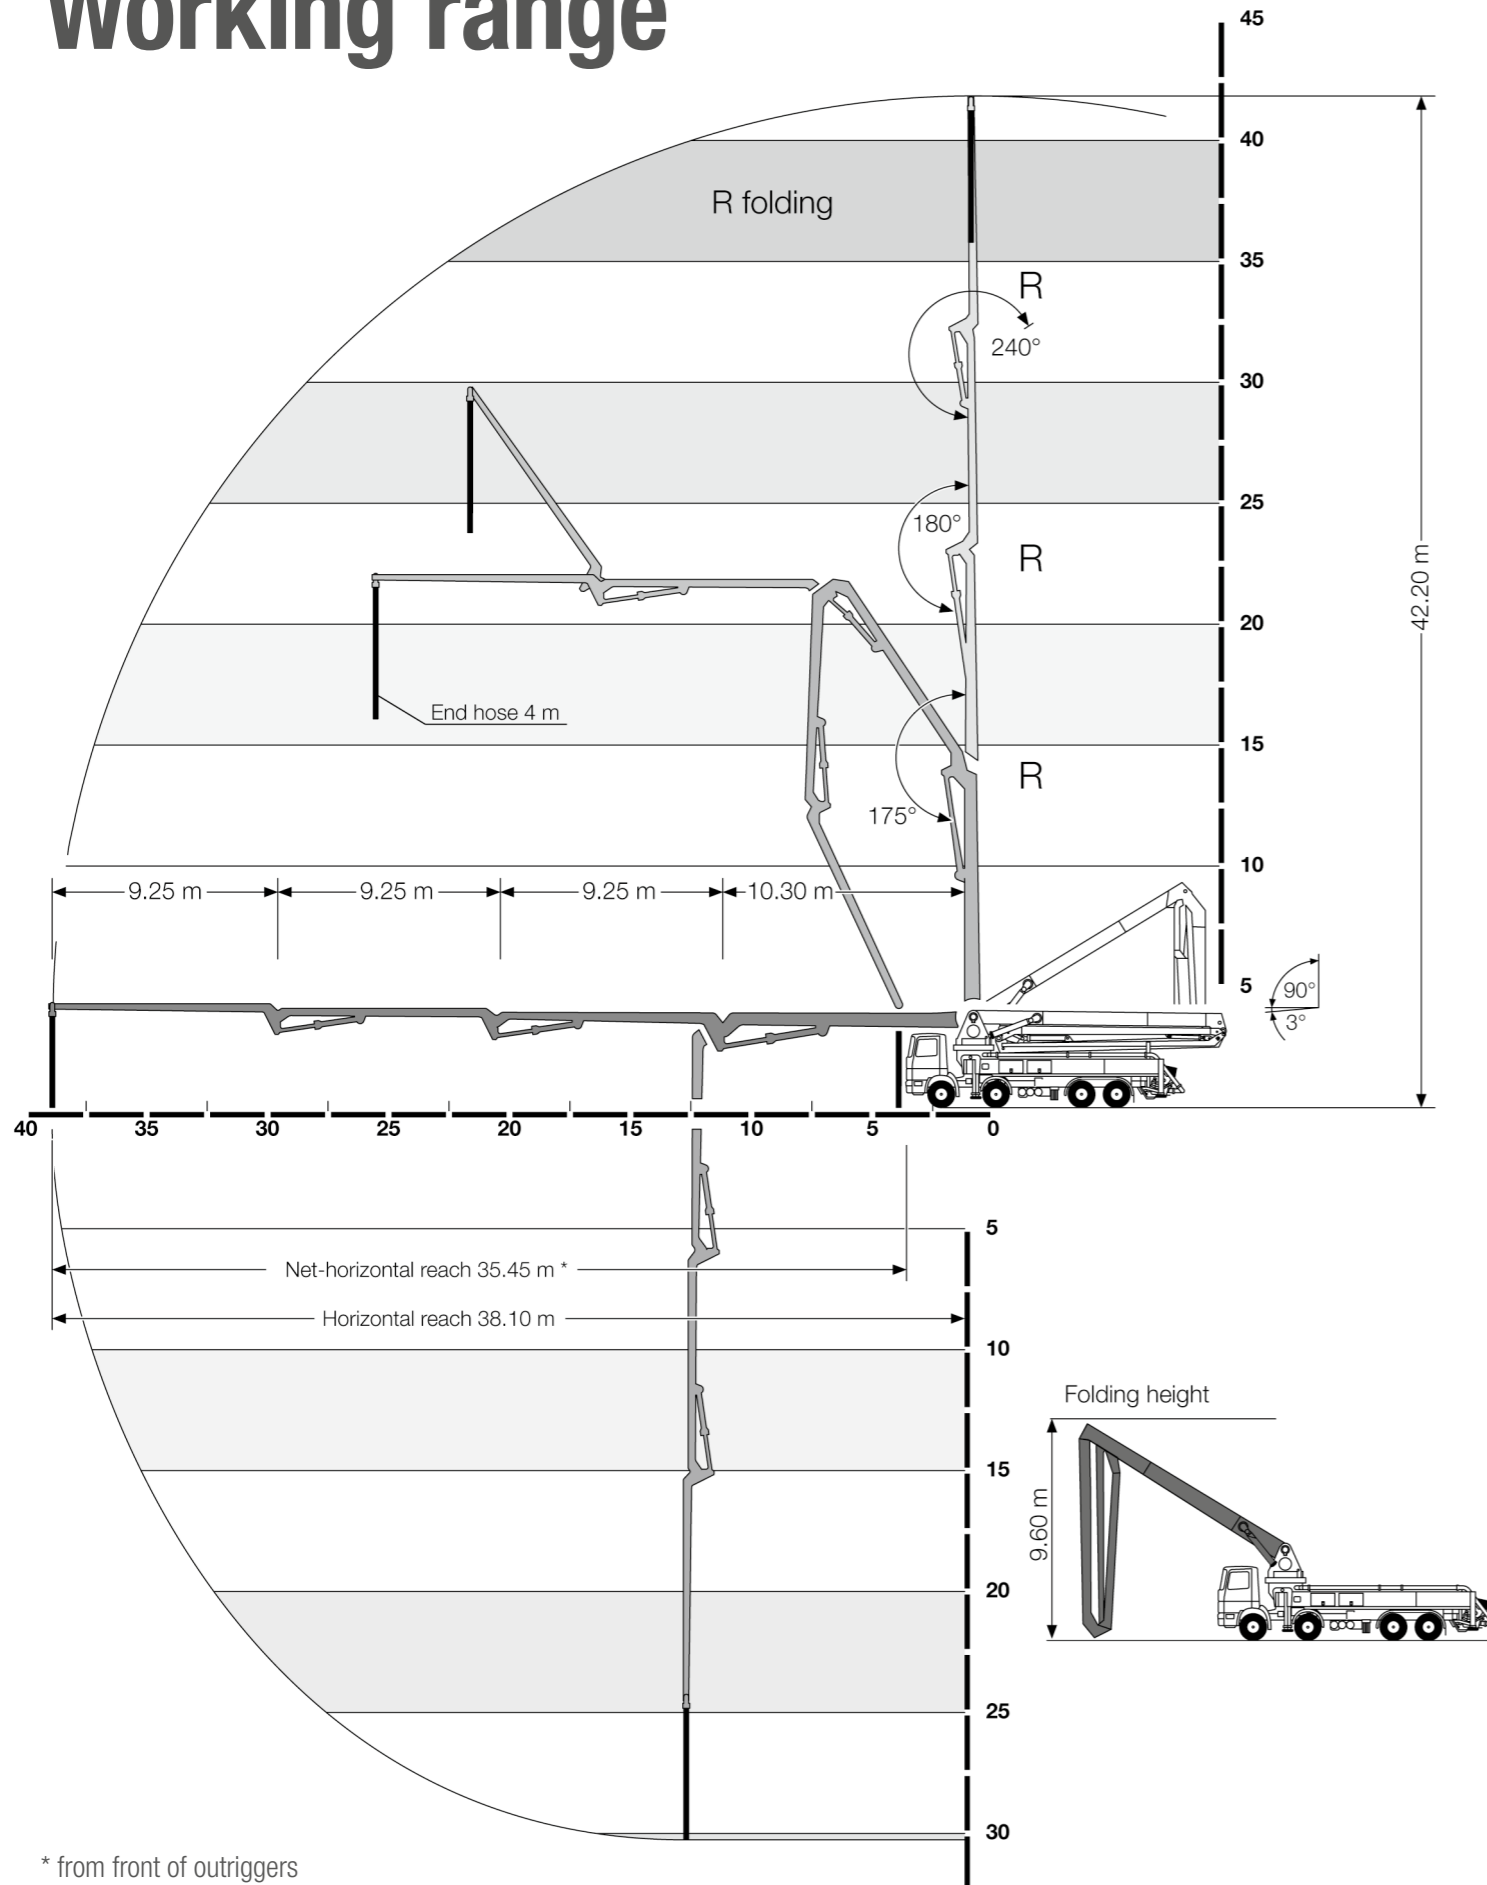 Working range
45
40
R folding
35
R
240°
30
25
180°
R
42.20 m
20
End hose 4 m
15
R
175°
10
9.25 m
9.25 m
9.25 m
10.30 m
5
90°
3°
40
35
30
25
20
15
10
5
0
5
Net-horizontal reach 35.45 m *
Horizontal reach 38.10 m
10
Folding height
15
9.60 m
20
25
30
* from front of outriggers